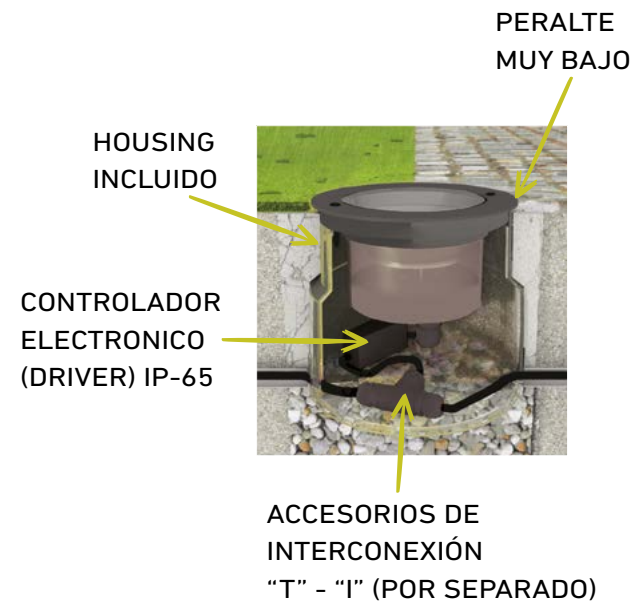 PERALTE
MUY BAJO
HOUSING
INCLUIDO
CONTROLADOR
ELECTRONICO
(DRIVER) IP-65
ACCESORIOS DE
INTERCONEXIÓN
“T” - “I” (POR SEPARADO)